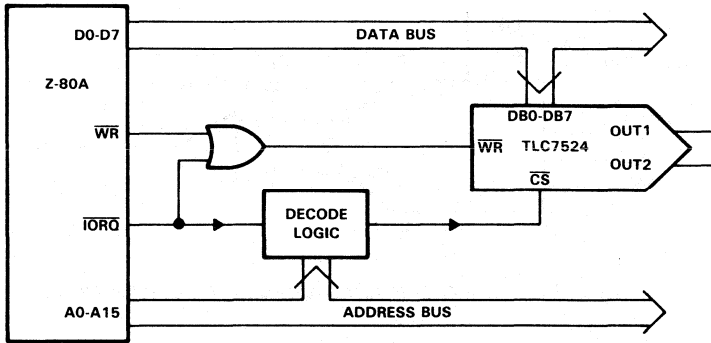 D0-D7
DATA BUS
Z-80A
DB0-DB7
WR
OUT1
WR
TLC7524
OUT2
CS
DECODE
LOGIC
IORQ
A0-A15
ADDRESS BUS